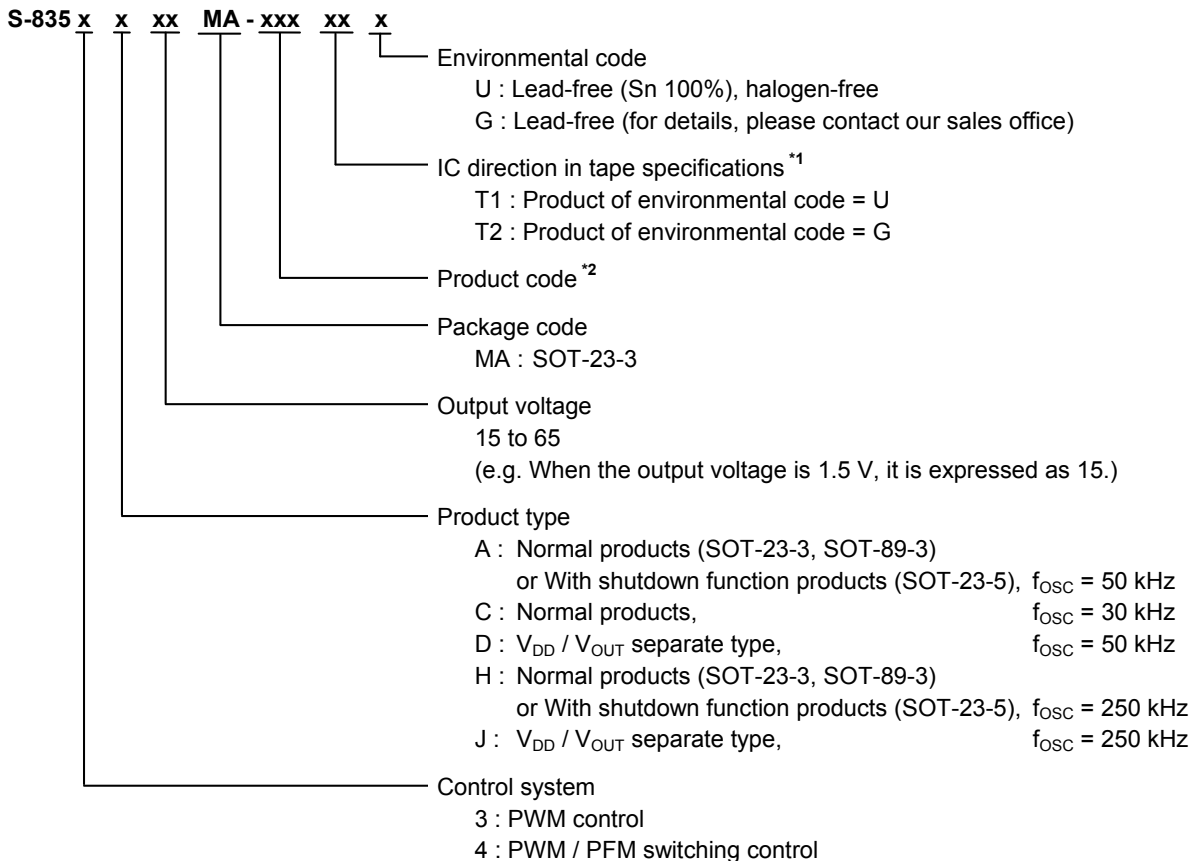 S-835 x x xx MA - xxx xx x
Environmental code
U : Lead-free (Sn 100%), halogen-free
G : Lead-free (for details, please contact our sales office)
IC direction in tape specifications *1
T1 : Product of environmental code = U
T2 : Product of environmental code = G
Product code *2
Package code
MA : SOT-23-3
Output voltage
15 to 65
(e.g. When the output voltage is 1.5 V, it is expressed as 15.)
Product type
A : Normal products (SOT-23-3, SOT-89-3)
or With shutdown function products (SOT-23-5), fOSC = 50 kHz
C : Normal products, fOSC = 30 kHz
D : VDD / VOUT separate type, fOSC = 50 kHz
H : Normal products (SOT-23-3, SOT-89-3)
or With shutdown function products (SOT-23-5), fOSC = 250 kHz
J : VDD / VOUT separate type, fOSC = 250 kHz
Control system
3 : PWM control
4 : PWM / PFM switching control